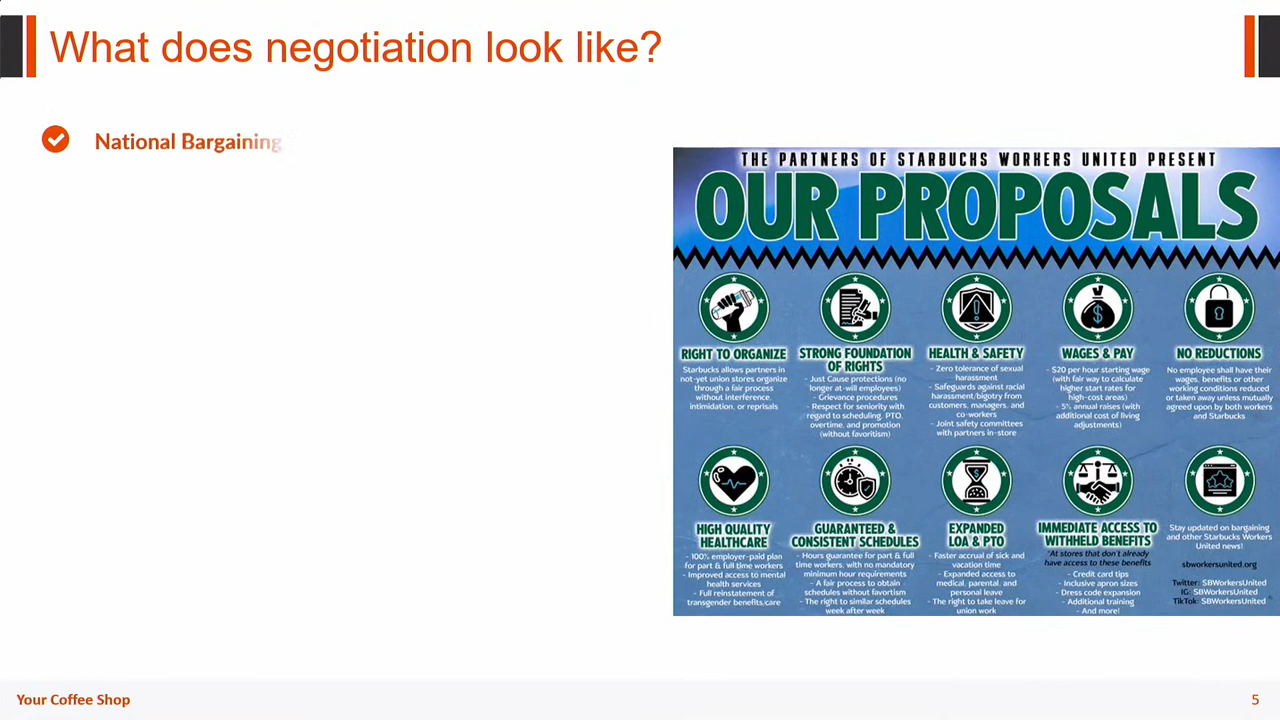 What does negotiation look like?
National Bargaining
THE PARTNERS OF STARBUCKS WORKERS UNITED PRESENT
OUR PROPOSALS
RIGHT TO ORGANIZE
Starbucks allows partners in
not-yet union stores organize
through a fair process
without interference,
intimidation, or reprisals
STRONG FOUNDATION
OF RIGHTS
- Just Cause protections (no
longer at-will employees)
- Grievance procedures
- Respect for seniority with
regard to scheduling, PTO,
overtime, and promotion
(without favoritism)
HEALTH & SAFETY
- Zero tolerance of sexual
harassment
- Safeguards against racial
harassment/bigotry from
customers, managers, and
co-workers
- Joint safety committees
with partners in-store
WAGES & PAY
- $20 per hour starting wage
(with fair way to calculate
higher start rates for
high-cost areas)
- 5% annual raises (with
additional cost of living
adjustments)
NO REDUCTIONS
No employee shall have their
wages, benefits or other
working conditions reduced
or taken away unless mutually
agreed upon by both workers
and Starbucks
HIGH QUALITY
HEALTHCARE
- 100% employer-paid plan
for part & full time workers
- Improved access to mental
health services
- Full reinstatement of
transgender benefits/care
GUARANTEED &
CONSISTENT SCHEDULES
- Hours guarantee for part & full
time workers, with no mandatory
minimum hour requirements
- A fair process to obtain
schedules without favortism
- The right to similar schedules
week after week
EXPANDED
LOA & PTO
- Faster accrual of sick and
vacation time
- Expanded access to
medical, parental, and
personal leave
- The right to take leave for
union work
IMMEDIATE ACCESS TO
WITHHELD BENEFITS
*At stores that don't already
have access to these benefits
- Credit card tips
- Inclusive apron sizes
- Dress code expansion
- Additional training
- And more!
Stay updated on bargaining
and other Starbucks Workers
United news!
sbworkersunited.org
Twitter: SBWorkersUnited
IG: SBWorkersUnited
TikTok: SBWorkersUnited
Your Coffee Shop
5